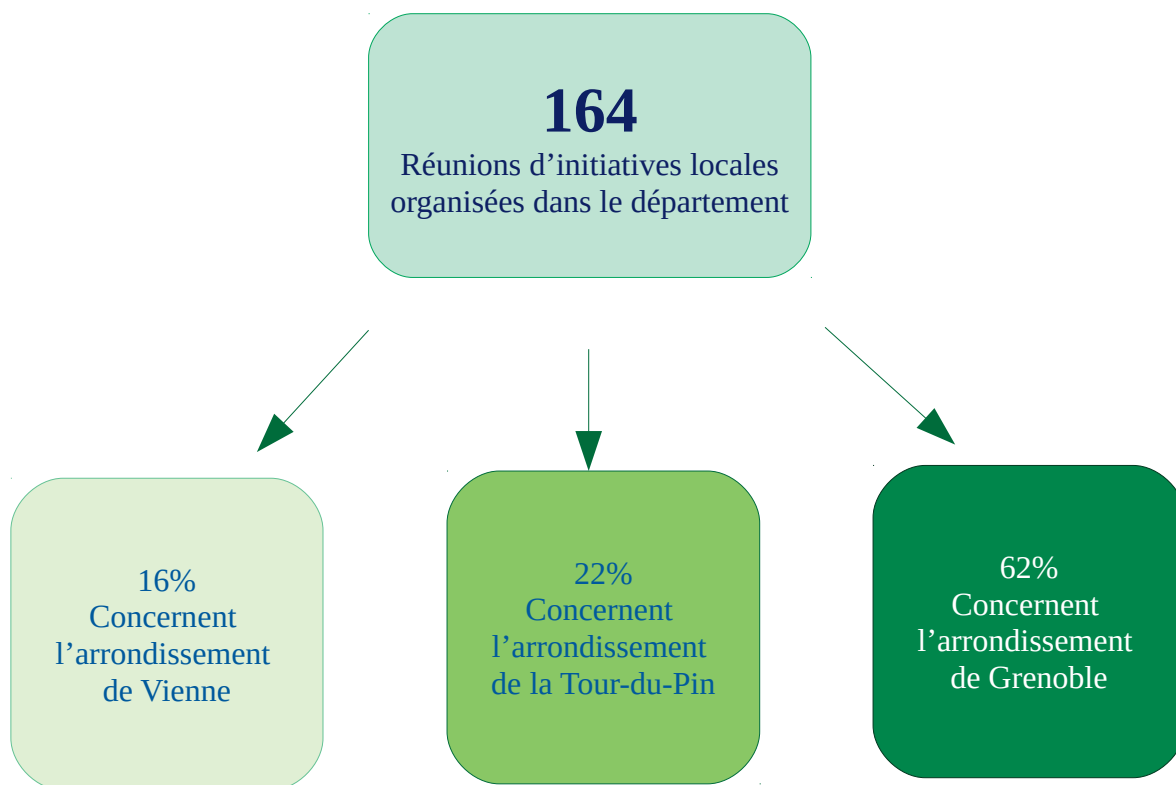 164
Réunions d’initiatives locales
organisées dans le département
16%
Concernent
l’arrondissement
de Vienne
22%
Concernent
l’arrondissement
de la Tour-du-Pin
62%
Concernent
l’arrondissement
de Grenoble